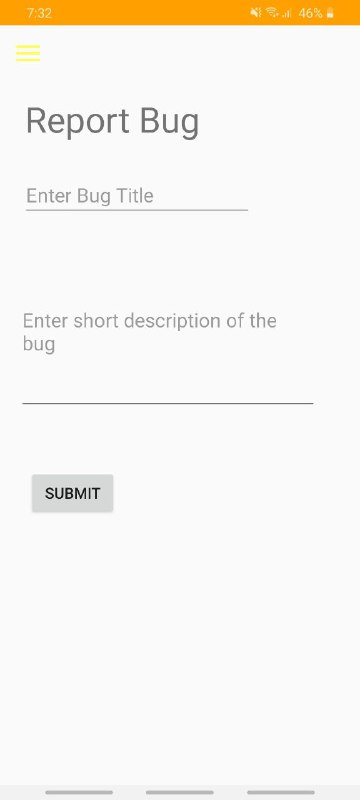 7:32 46%
Report Bug
Enter Bug Title
Enter short description of the
bug
SUBMIT